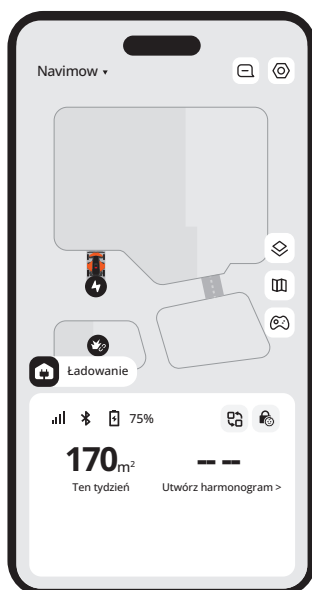 Navimow ▾
Ładowanie
75%
170m²
-- --
Ten tydzień
Utwórz harmonogram >